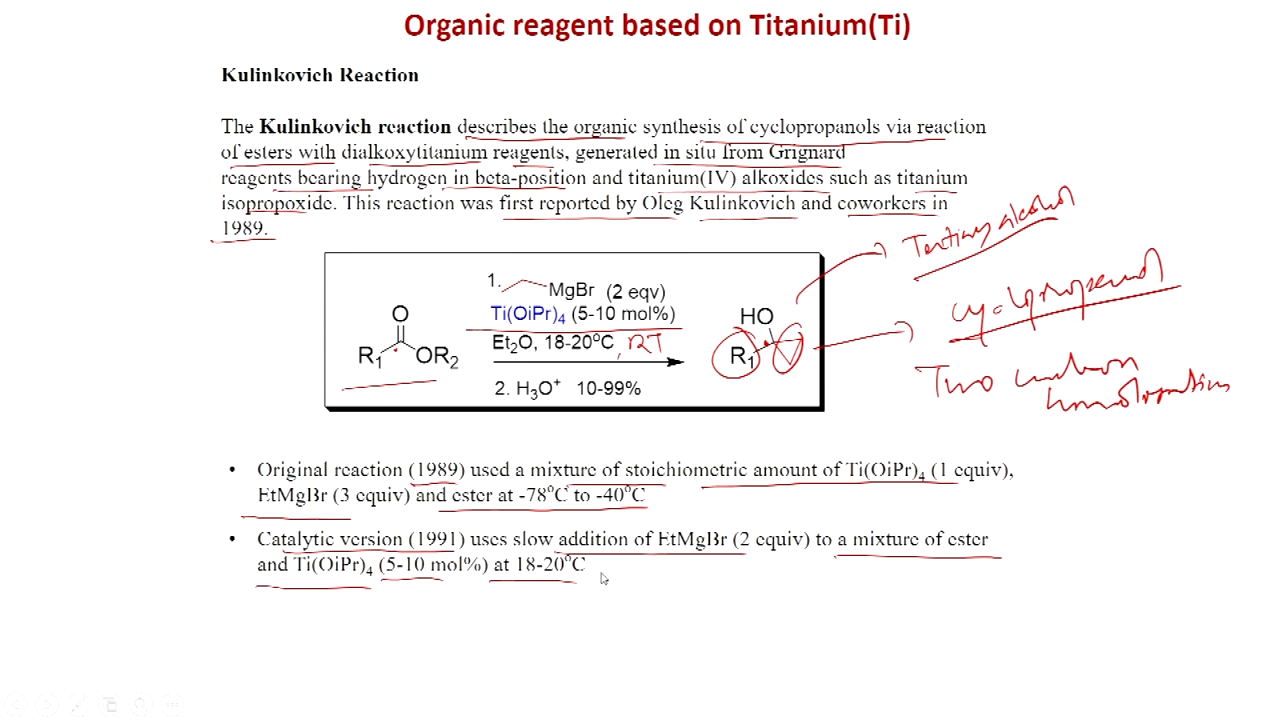 Organic reagent based on Titanium(Ti)
Kulinkovich Reaction
The Kulinkovich reaction describes the organic synthesis of cyclopropanols via reaction
of esters with dialkoxytitanium reagents, generated in situ from Grignard
reagents bearing hydrogen in beta-position and titanium(IV) alkoxides such as titanium
isopropoxide. This reaction was first reported by Oleg Kulinkovich and coworkers in
1989.
Tertiary alcohol
1. MgBr (2 eqv)
Ti(OiPr)₄ (5-10 mol%)
Et₂O, 18-20⁰C, RT
2. H₃O⁺ 10-99%
O
R₁ OR₂
HO
R₁
cyclopropanol
Two carbon
homologation
• Original reaction (1989) used a mixture of stoichiometric amount of Ti(OiPr)₄ (1 equiv),
EtMgBr (3 equiv) and ester at -78⁰C to -40⁰C
• Catalytic version (1991) uses slow addition of EtMgBr (2 equiv) to a mixture of ester
and Ti(OiPr)₄ (5-10 mol%) at 18-20⁰C